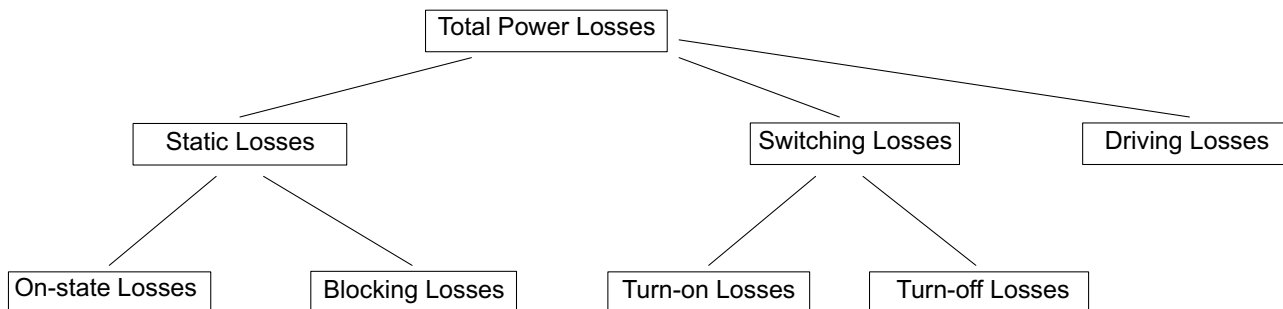 Total Power Losses
Static Losses
Switching Losses
Driving Losses
On-state Losses
Blocking Losses
Turn-on Losses
Turn-off Losses